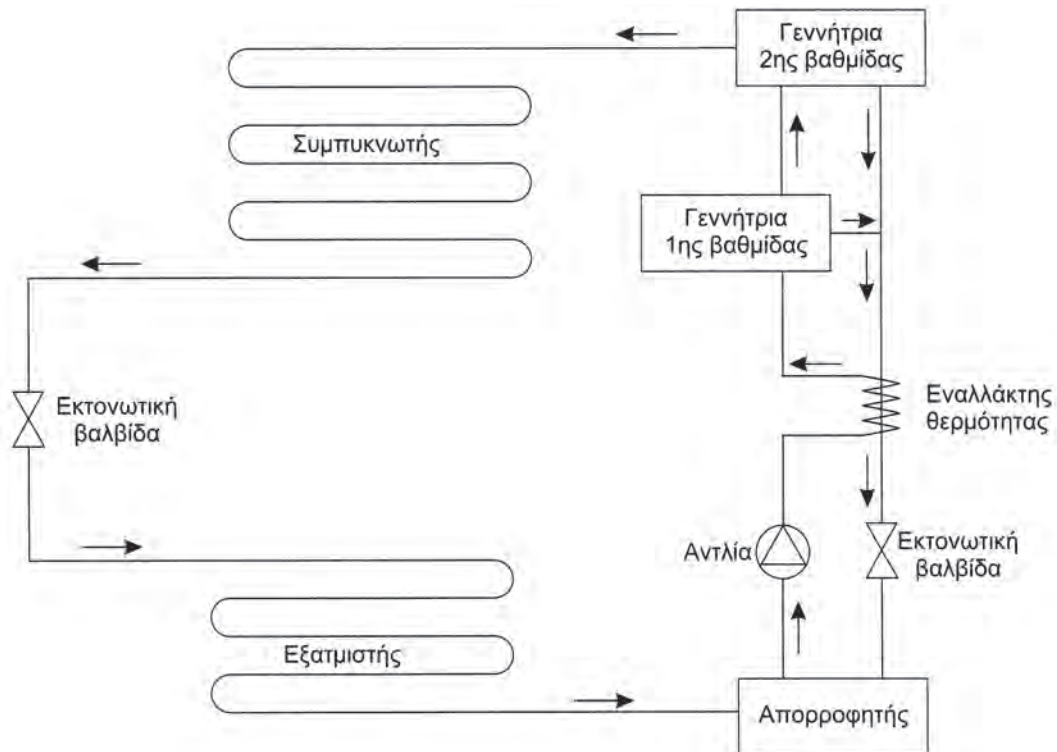 Γεννήτρια
2ης βαθμίδας
Συμπυκνωτής
Γεννήτρια
1ης βαθμίδας
Εκτονωτική
βαλβίδα
Εναλλάκτης
θερμότητας
Αντλία
Εκτονωτική
βαλβίδα
Εξατμιστής
Απορροφητής